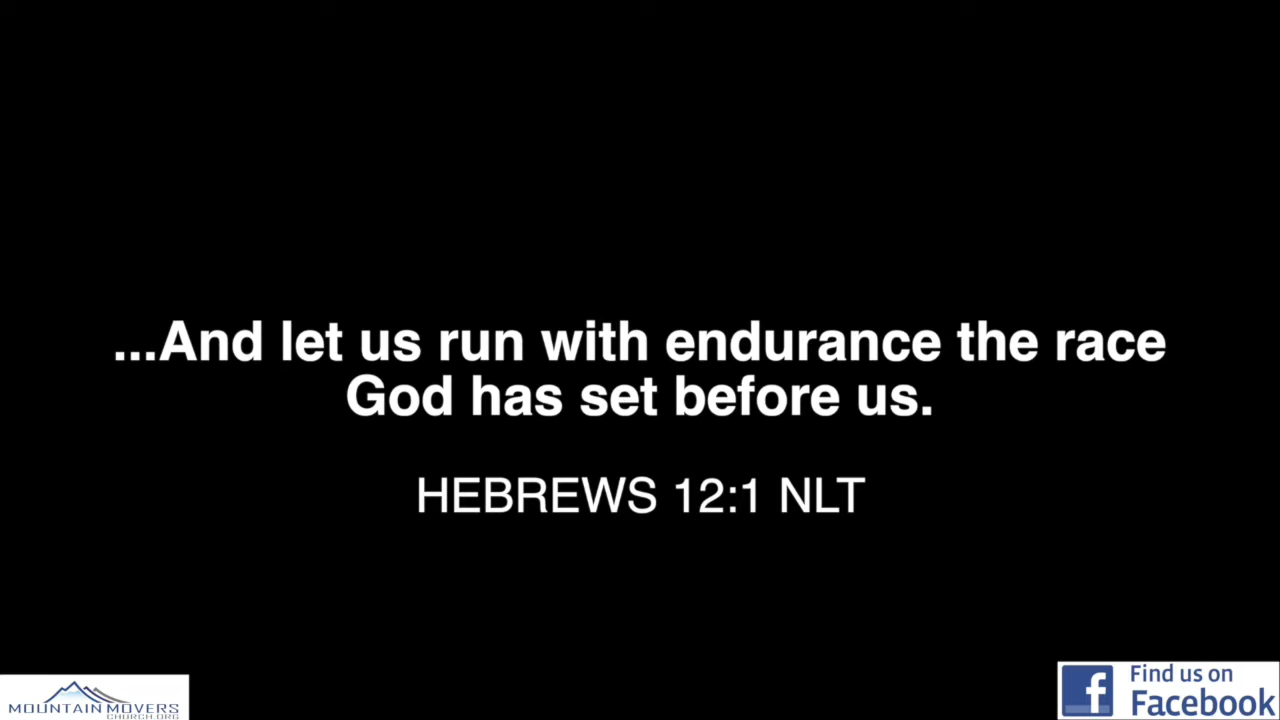 ...And let us run with endurance the race
God has set before us.
HEBREWS 12:1 NLT
MOUNTAIN MOVERS
CHURCH.ORG
f
Find us on
Facebook